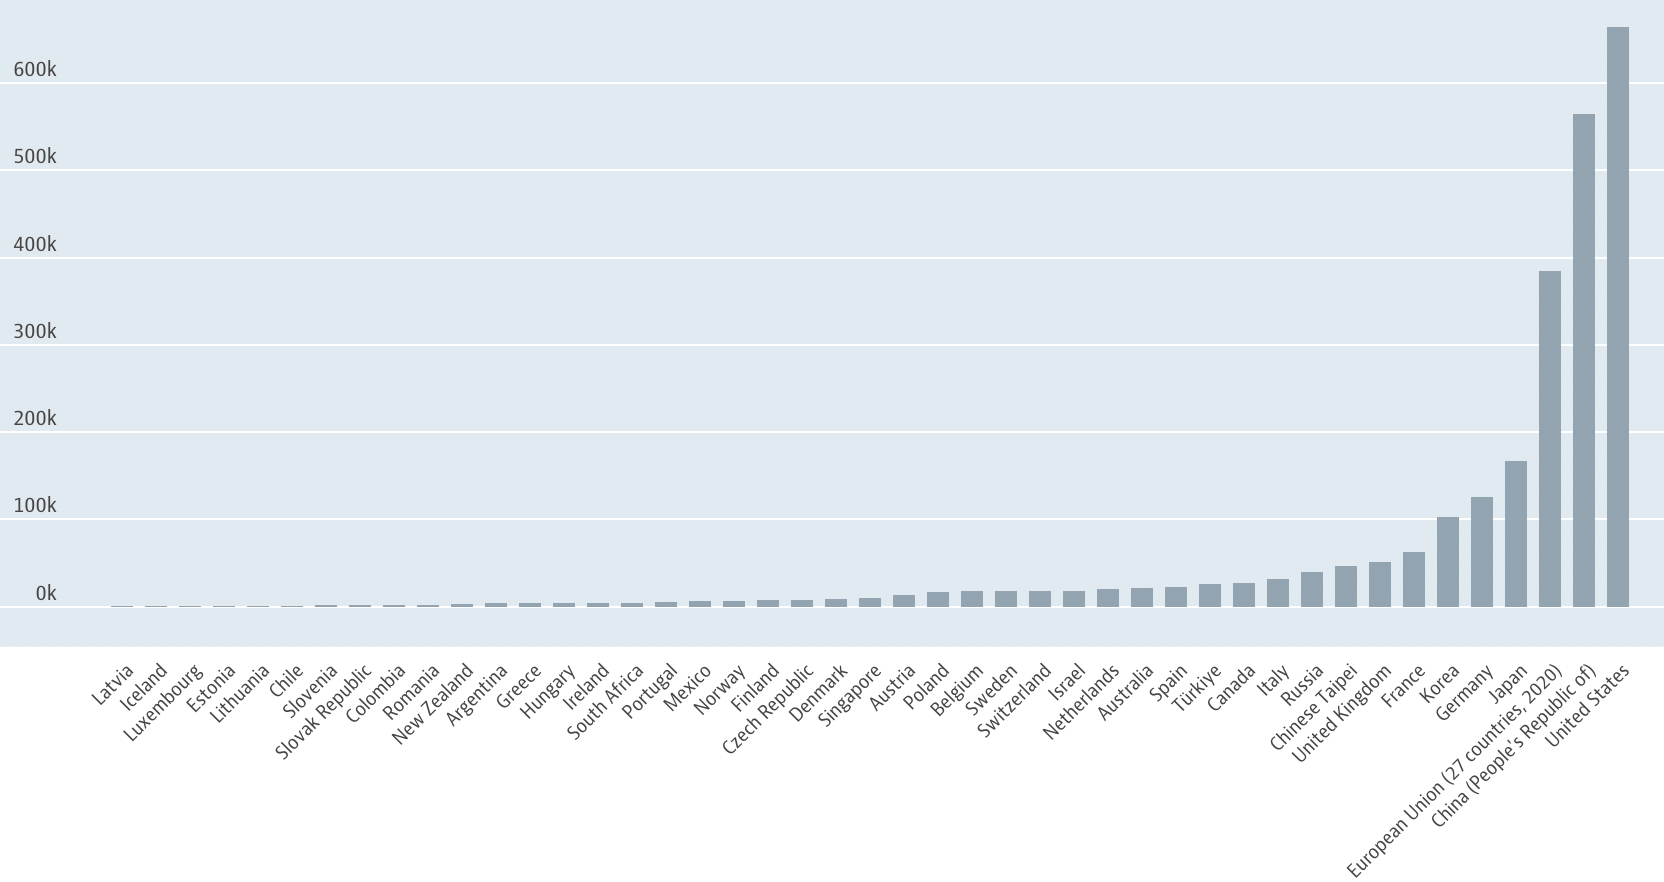 600k
500k
400k
300k
200k
100k
0k
Latvia
Iceland
Luxembourg
Estonia
Lithuania
Chile
Slovenia
Slovak Republic
Colombia
Romania
New Zealand
Argentina
Greece
Hungary
Ireland
South Africa
Portugal
Mexico
Norway
Finland
Czech Republic
Denmark
Singapore
Austria
Poland
Belgium
Sweden
Switzerland
Israel
Netherlands
Australia
Spain
Türkiye
Canada
Italy
Russia
Chinese Taipei
United Kingdom
France
Korea
Germany
Japan
European Union (27 countries, 2020)
China (People's Republic of)
United States